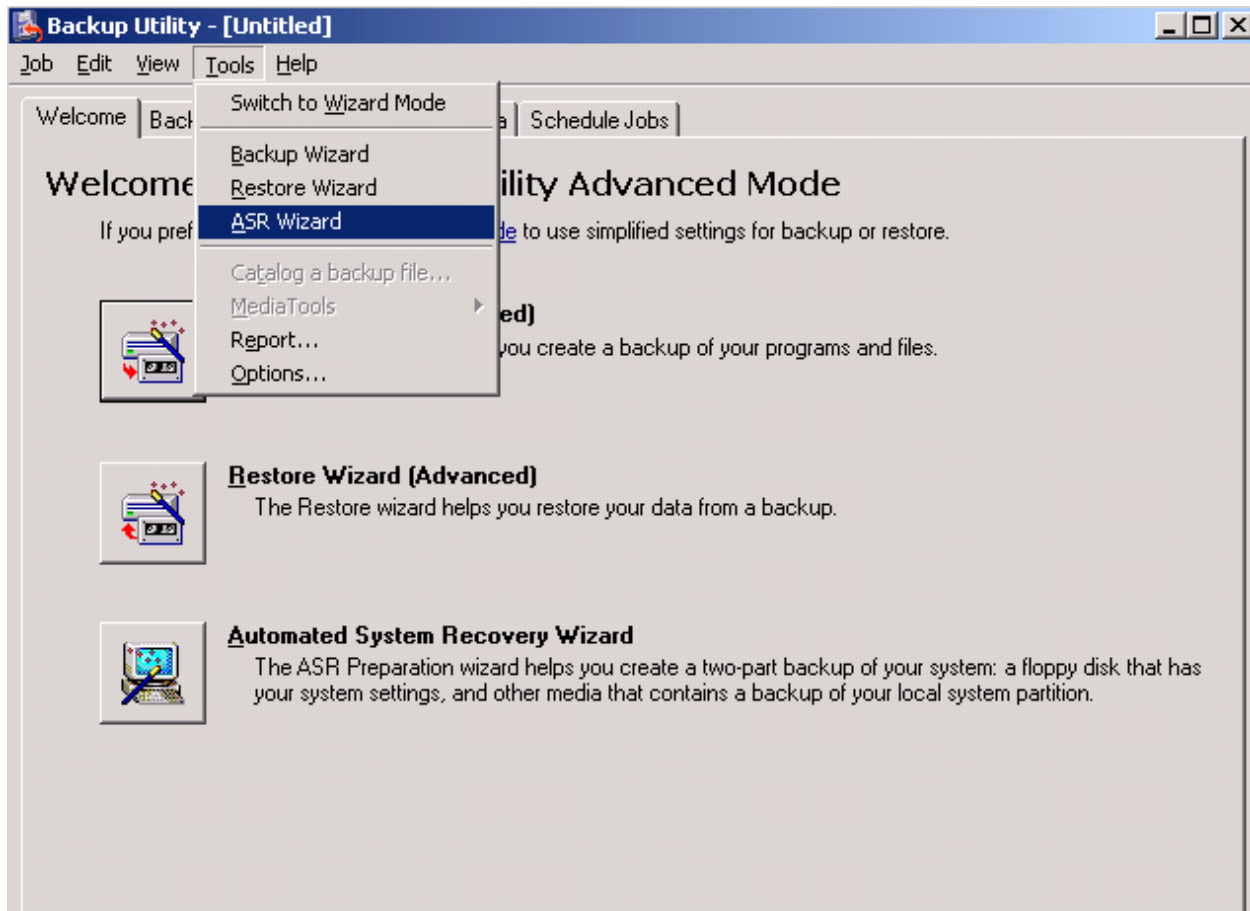 Backup Utility - [Untitled]
Job Edit View Tools Help
Switch to Wizard Mode
Backup Wizard
Restore Wizard
ASR Wizard
Catalog a backup file...
MediaTools
Report...
Options...
Welcome Schedule Jobs
Welcome Advanced Mode
If you to use simplified settings for backup or restore.
you create a backup of your programs and files.
Restore Wizard (Advanced)
The Restore wizard helps you restore your data from a backup.
Automated System Recovery Wizard
The ASR Preparation wizard helps you create a two-part backup of your system: a floppy disk that has
your system settings, and other media that contains a backup of your local system partition.